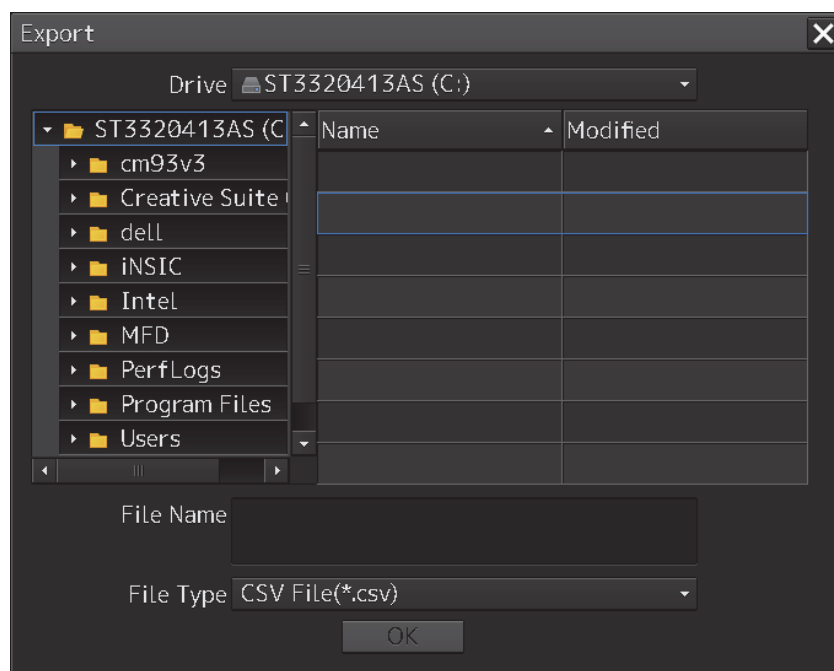 Export
Drive ST3320413AS (C:)
ST3320413AS (C
Name Modified
cm93v3
Creative Suite
dell
iNSIC
Intel
MFD
PerfLogs
Program Files
Users
File Name
File Type CSV File(*.csv)
OK